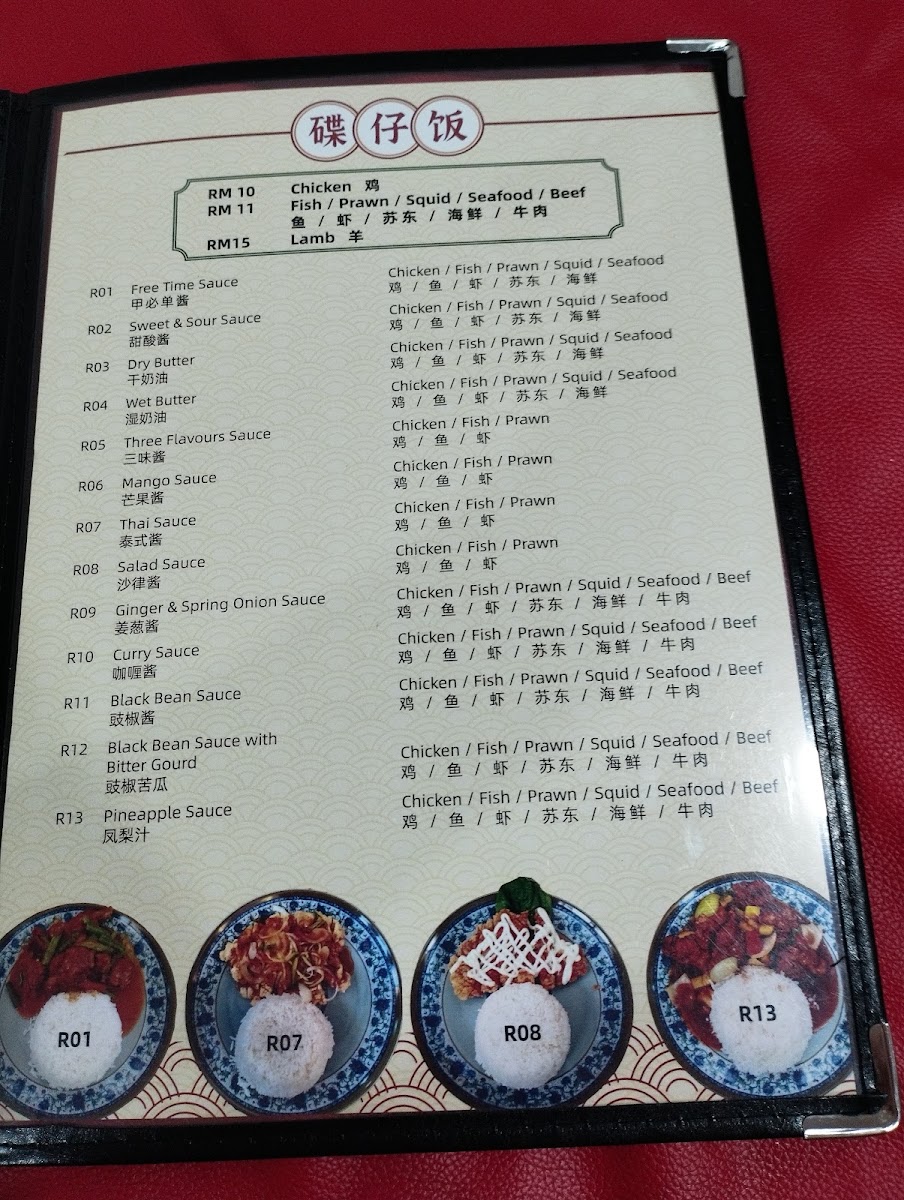 碟仔饭
RM 10 Chicken 鸡
RM 11 Fish / Prawn / Squid / Seafood / Beef
鱼 / 虾 / 苏东 / 海鲜 / 牛肉
RM15 Lamb 羊
R01 Free Time Sauce Chicken / Fish / Prawn / Squid / Seafood
甲必单酱 鸡 / 鱼 / 虾 / 苏东 / 海鲜
R02 Sweet & Sour Sauce Chicken / Fish / Prawn / Squid / Seafood
甜酸酱 鸡 / 鱼 / 虾 / 苏东 / 海鲜
R03 Dry Butter Chicken / Fish / Prawn / Squid / Seafood
干奶油 鸡 / 鱼 / 虾 / 苏东 / 海鲜
R04 Wet Butter Chicken / Fish / Prawn / Squid / Seafood
湿奶油 鸡 / 鱼 / 虾 / 苏东 / 海鲜
R05 Three Flavours Sauce Chicken / Fish / Prawn
三味酱 鸡 / 鱼 / 虾
R06 Mango Sauce Chicken / Fish / Prawn
芒果酱 鸡 / 鱼 / 虾
R07 Thai Sauce Chicken / Fish / Prawn
泰式酱 鸡 / 鱼 / 虾
R08 Salad Sauce Chicken / Fish / Prawn
沙律酱 鸡 / 鱼 / 虾
R09 Ginger & Spring Onion Sauce Chicken / Fish / Prawn / Squid / Seafood / Beef
姜葱酱 鸡 / 鱼 / 虾 / 苏东 / 海鲜 / 牛肉
R10 Curry Sauce Chicken / Fish / Prawn / Squid / Seafood / Beef
咖喱酱 鸡 / 鱼 / 虾 / 苏东 / 海鲜 / 牛肉
R11 Black Bean Sauce Chicken / Fish / Prawn / Squid / Seafood / Beef
豉椒酱 鸡 / 鱼 / 虾 / 苏东 / 海鲜 / 牛肉
R12 Black Bean Sauce with
Bitter Gourd Chicken / Fish / Prawn / Squid / Seafood / Beef
豉椒苦瓜 鸡 / 鱼 / 虾 / 苏东 / 海鲜 / 牛肉
R13 Pineapple Sauce Chicken / Fish / Prawn / Squid / Seafood / Beef
凤梨汁 鸡 / 鱼 / 虾 / 苏东 / 海鲜 / 牛肉
R01 R07 R08 R13